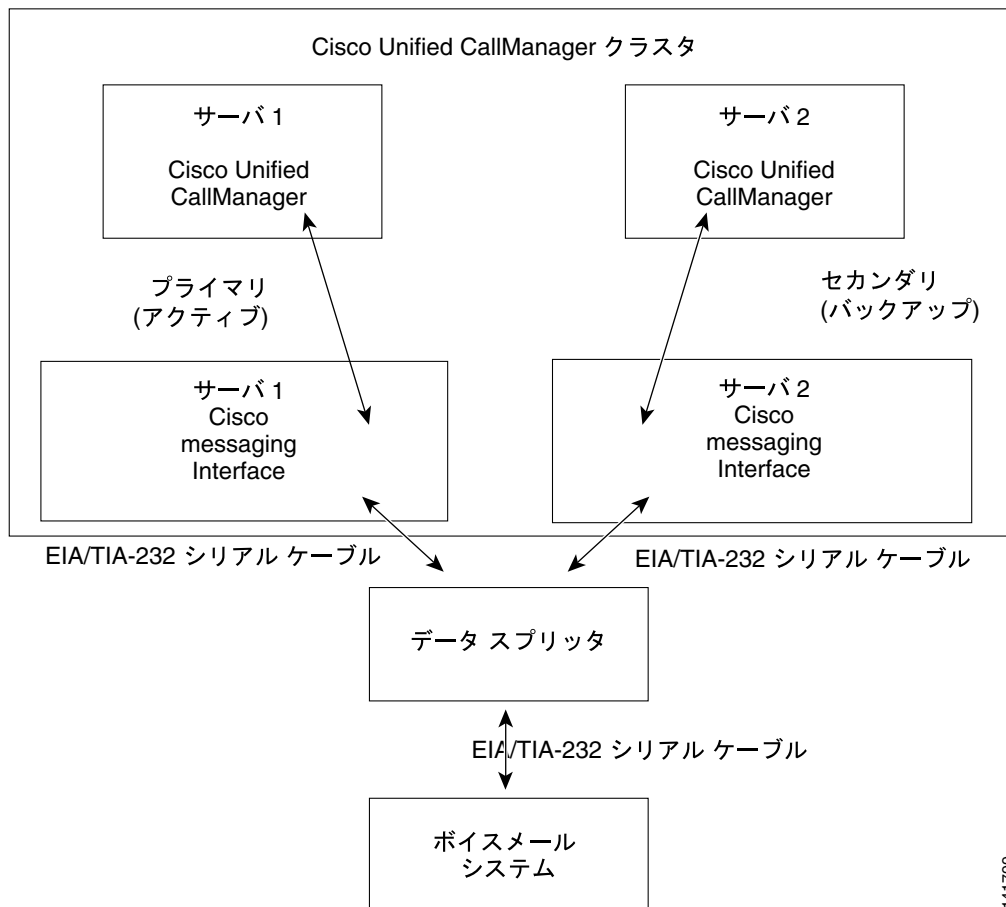 Cisco Unified CallManager クラスタ
サーバ 1
Cisco Unified
CallManager
サーバ 2
Cisco Unified
CallManager
プライマリ
(アクティブ)
セカンダリ
(バックアップ)
サーバ 1
Cisco
messaging
Interface
サーバ 2
Cisco
messaging
Interface
EIA/TIA-232 シリアル ケーブル
EIA/TIA-232 シリアル ケーブル
データ スプリッタ
EIA/TIA-232 シリアル ケーブル
ボイスメール
システム